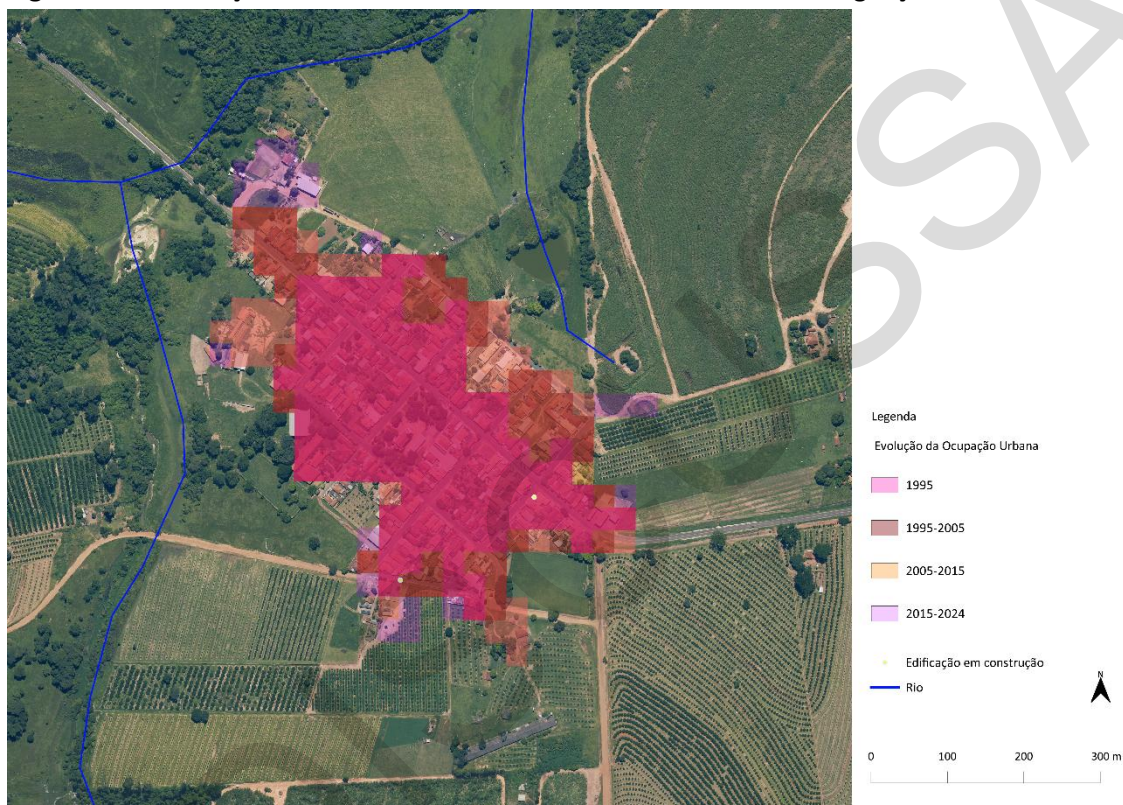 Legenda
Evolução da Ocupação Urbana
1995
1995-2005
2005-2015
2015-2024
Edificação em construção
Rio
N
0 100 200 300 m